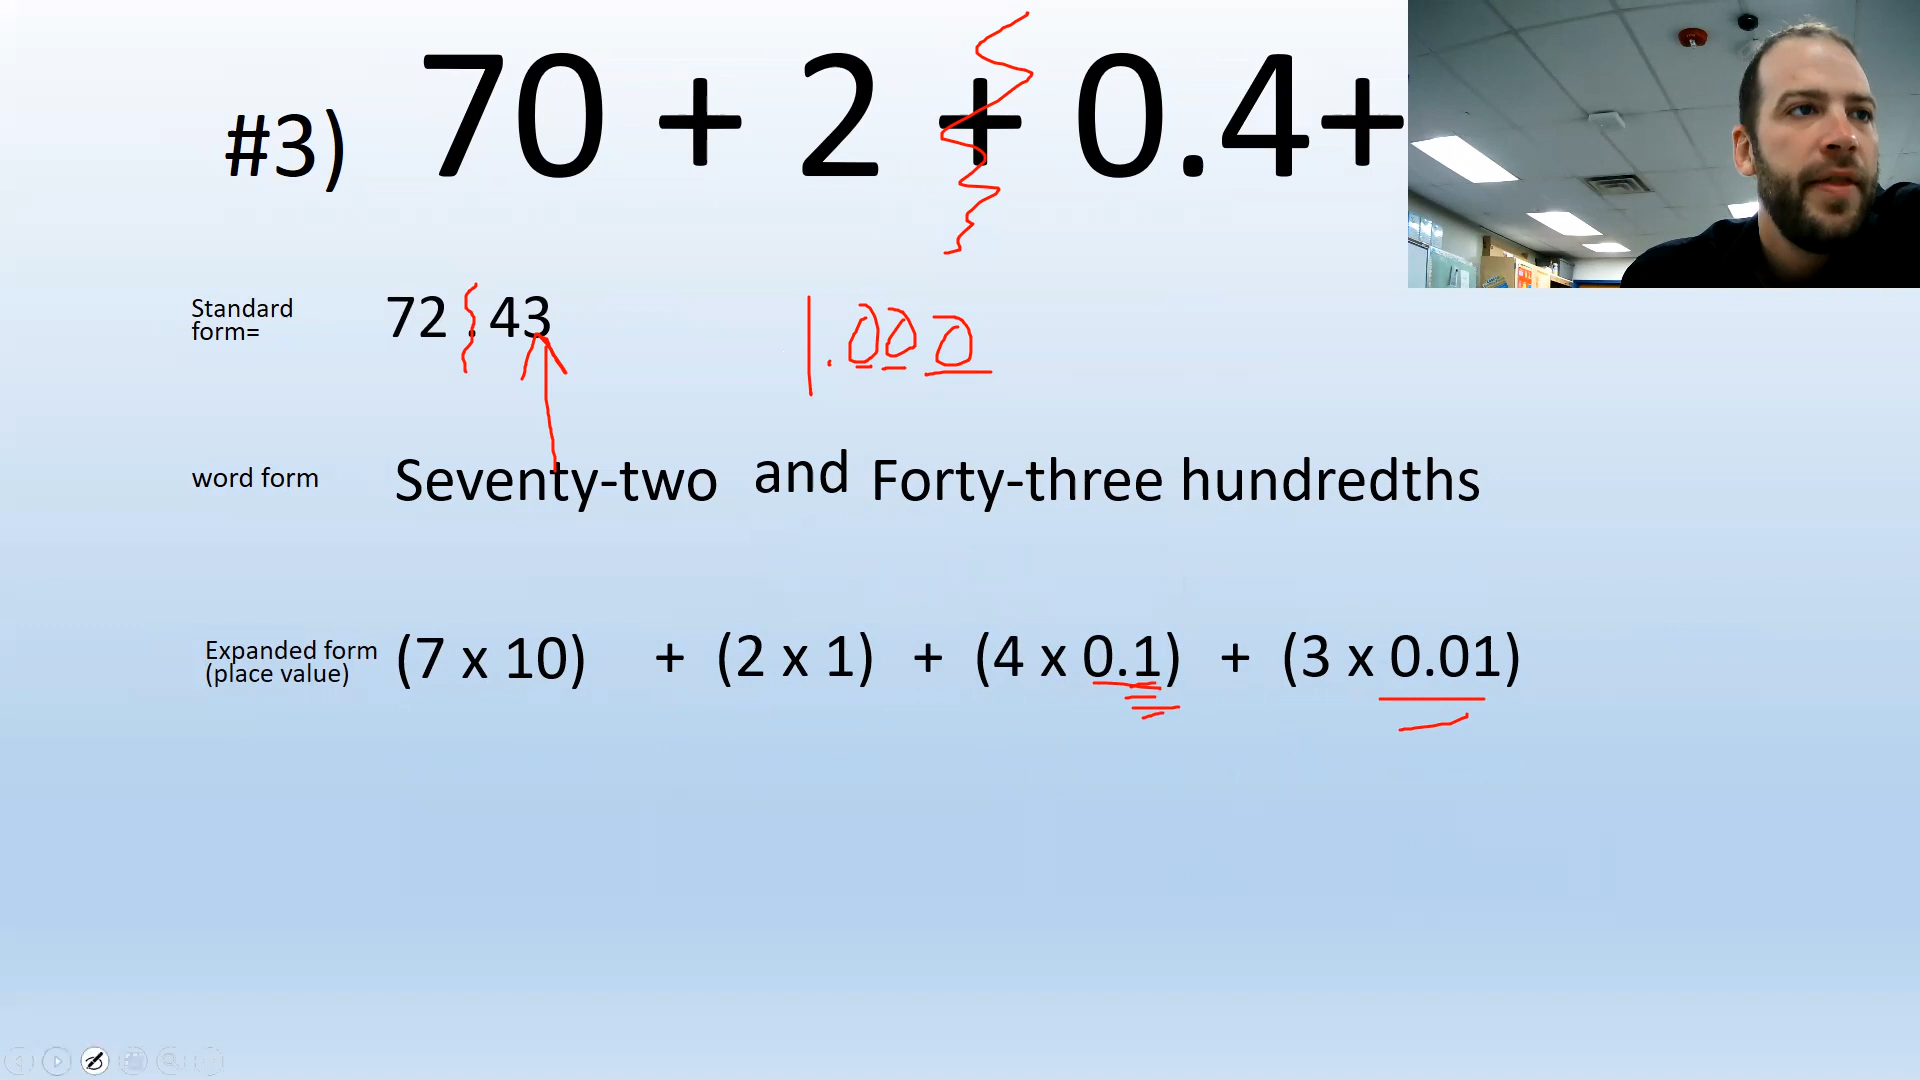 #3) 70 + 2 + 0.4+
Standard form= 72 . 43
1.000
word form Seventy-two and Forty-three hundredths
Expanded form (place value) (7 x 10) + (2 x 1) + (4 x 0.1) + (3 x 0.01)